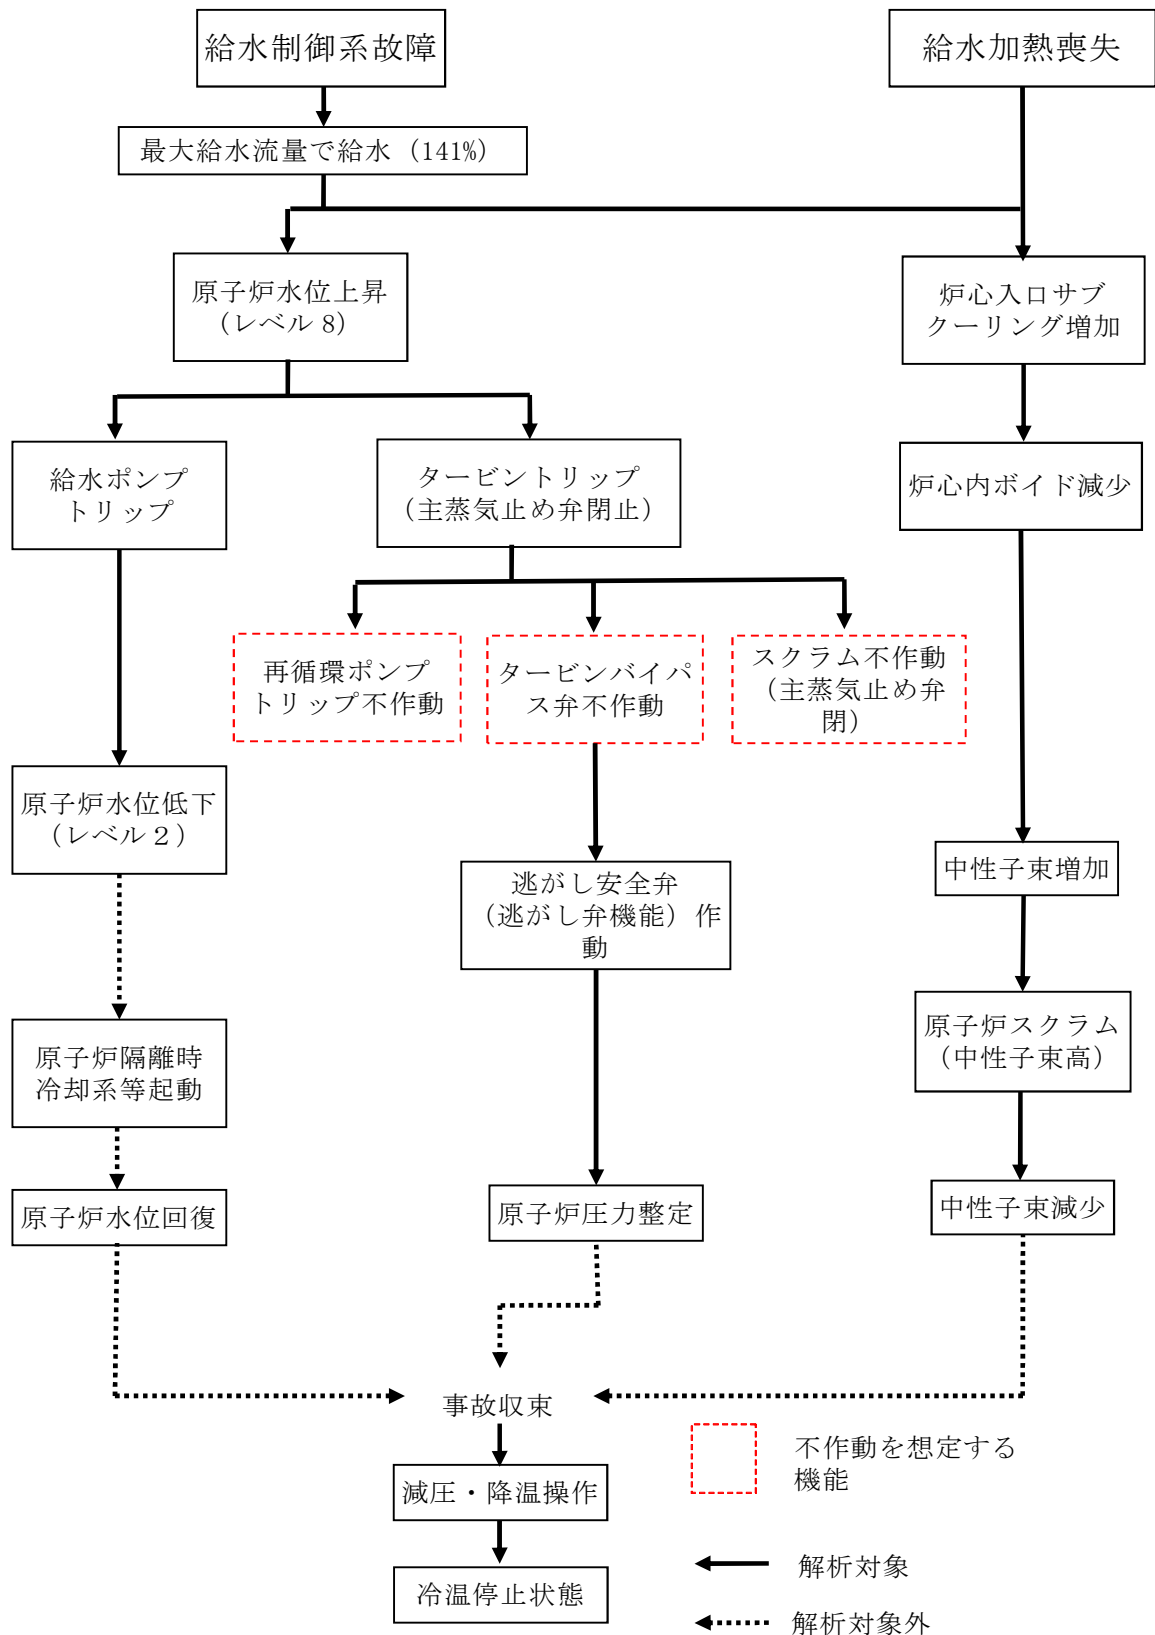 給水制御系故障
給水加熱喪失
最大給水流量で給水（141%）
原子炉水位上昇
（レベル 8）
炉心入口サブ
クーリング増加
給水ポンプ
トリップ
タービントリップ
（主蒸気止め弁閉止）
炉心内ボイド減少
再循環ポンプ
トリップ不作動
タービンバイパ
ス弁不作動
スクラム不作動
（主蒸気止め弁
閉）
原子炉水位低下
（レベル２）
中性子束増加
逃がし安全弁
（逃がし弁機能）作
動
原子炉隔離時
冷却系等起動
原子炉スクラム
（中性子束高）
原子炉水位回復
原子炉圧力整定
中性子束減少
事故収束
不作動を想定する
機能
減圧・降温操作
解析対象
冷温停止状態
解析対象外